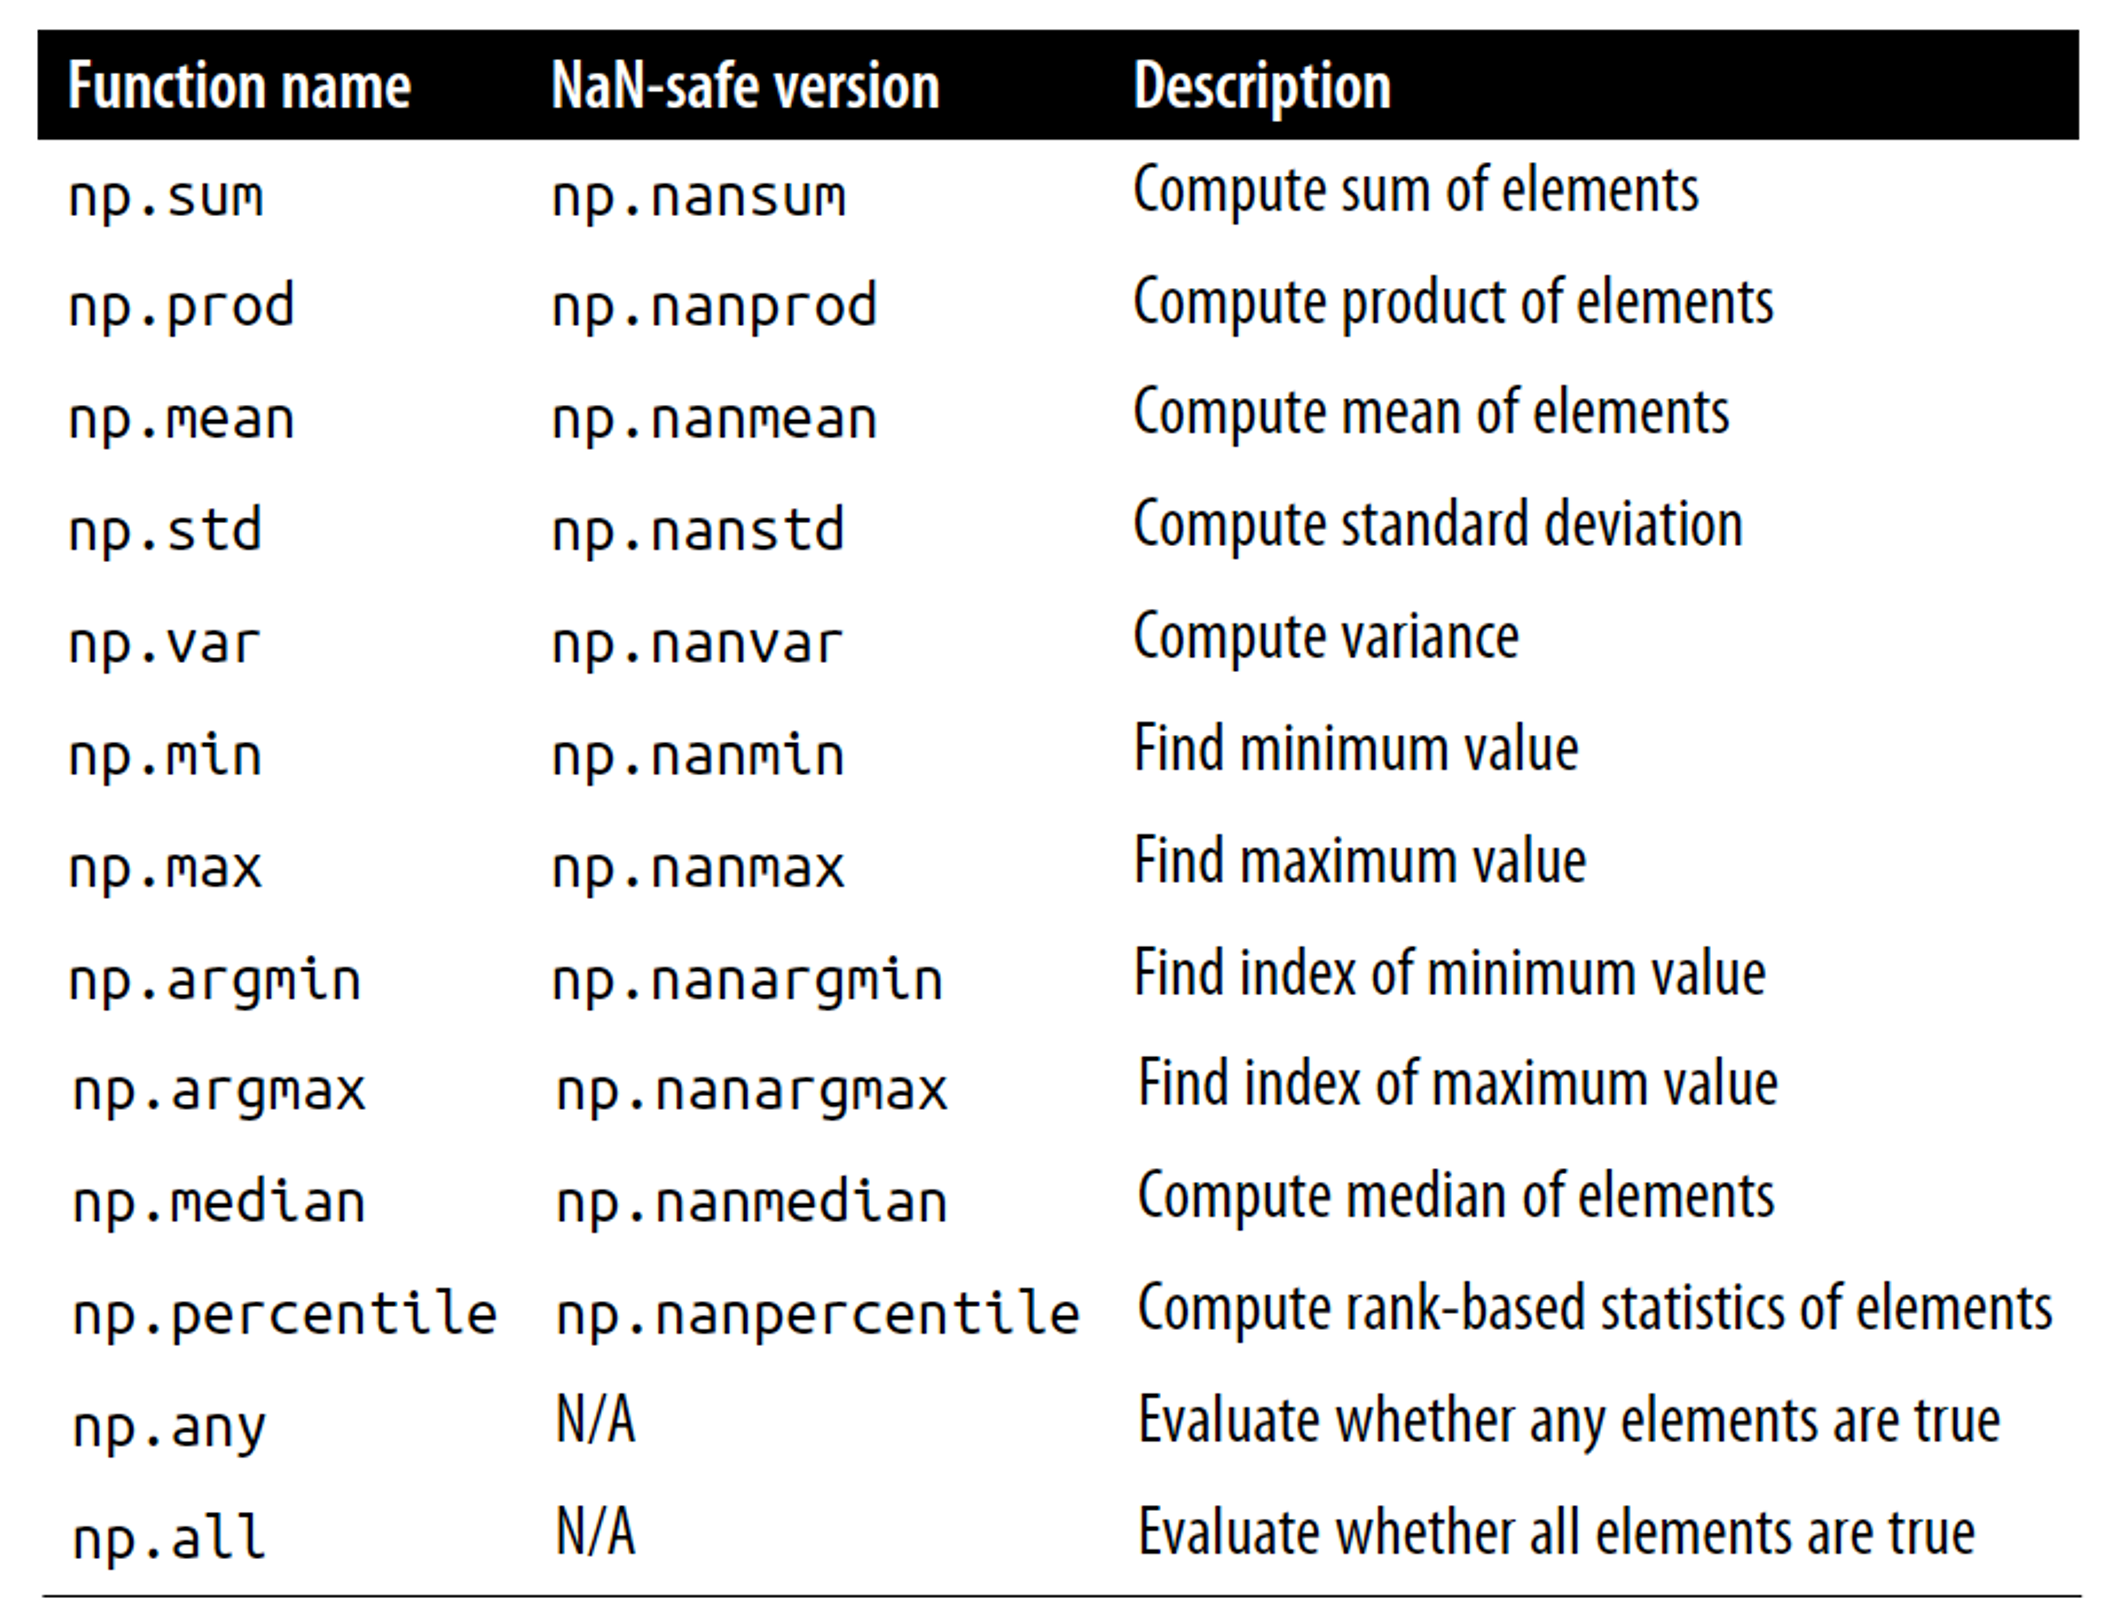 Function name NaN-safe version Description
np.sum np.nansum Compute sum of elements
np.prod np.nanprod Compute product of elements
np.mean np.nanmean Compute mean of elements
np.std np.nanstd Compute standard deviation
np.var np.nanvar Compute variance
np.min np.nanmin Find minimum value
np.max np.nanmax Find maximum value
np.argmin np.nanargmin Find index of minimum value
np.argmax np.nanargmax Find index of maximum value
np.median np.nanmedian Compute median of elements
np.percentile np.nanpercentile Compute rank-based statistics of elements
np.any N/A Evaluate whether any elements are true
np.all N/A Evaluate whether all elements are true